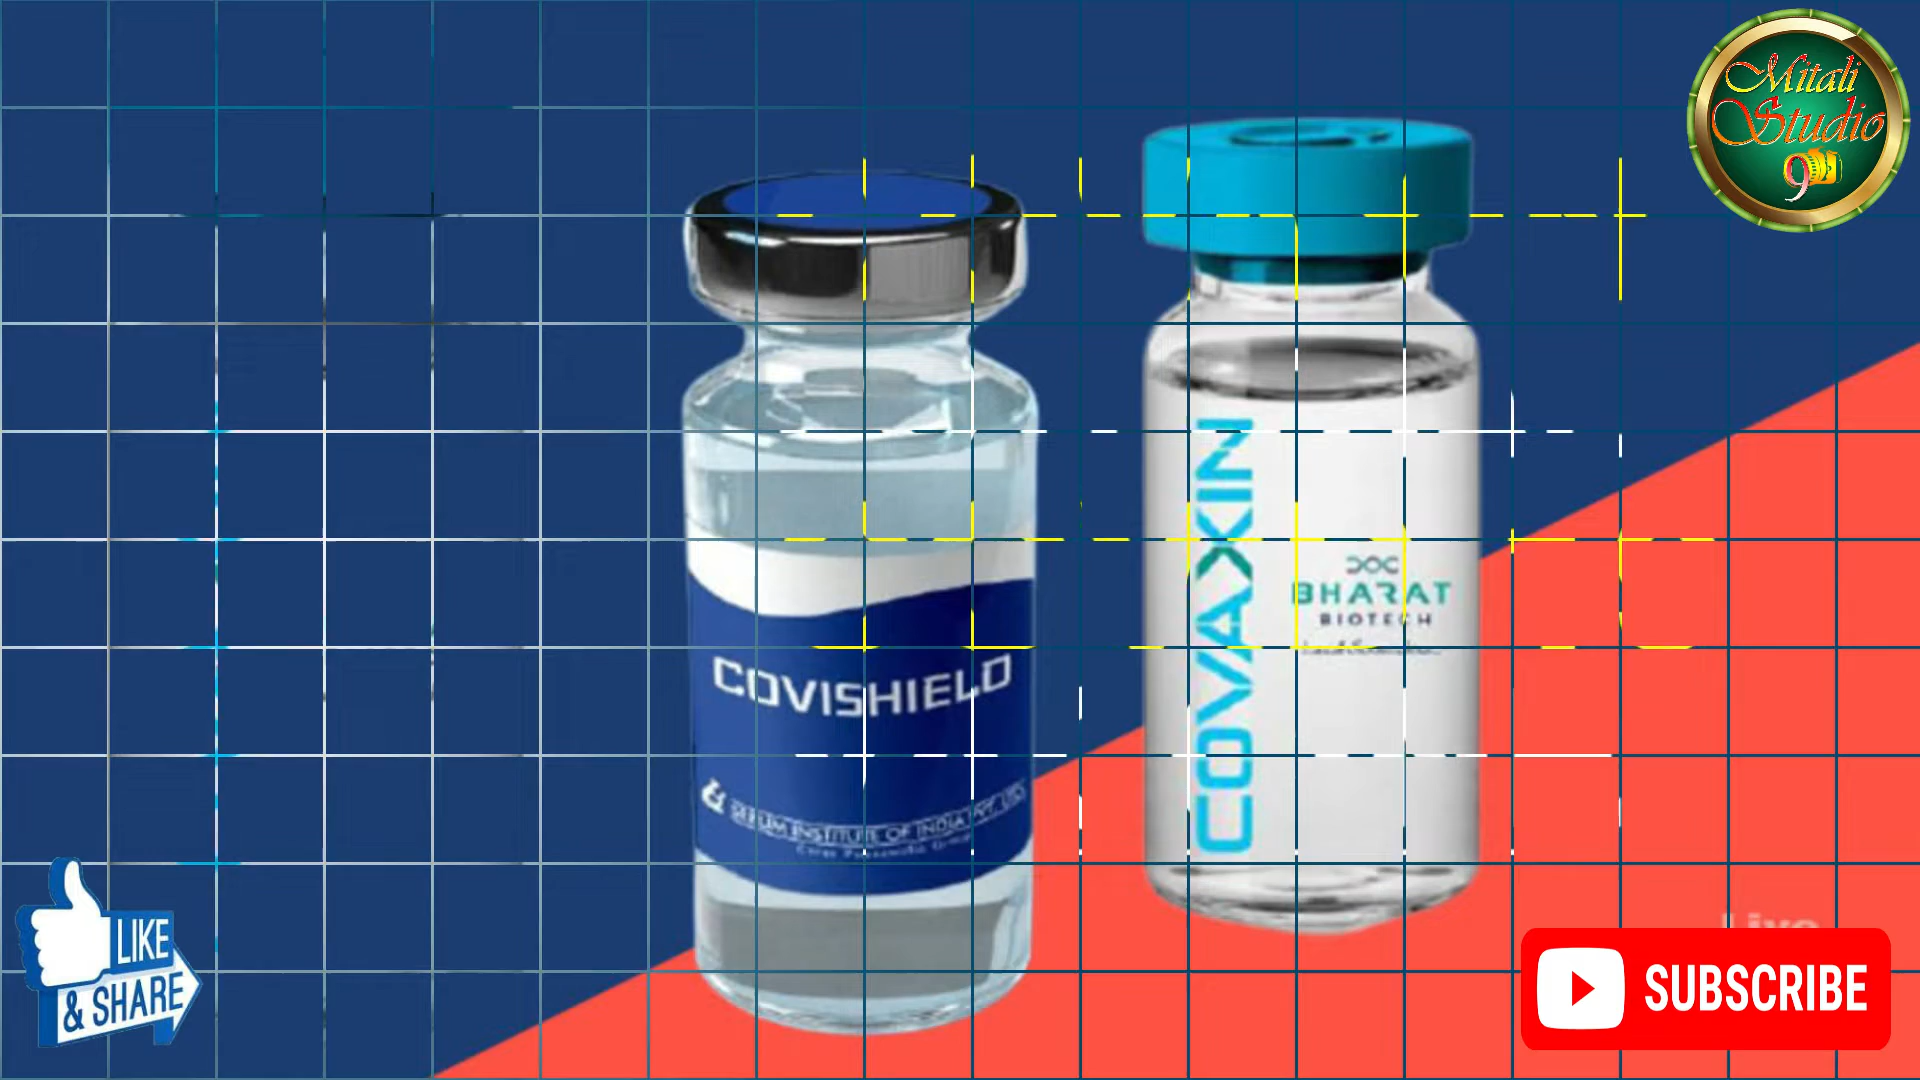 Mitali
Studio
9
COVAXIN
BHARAT
BIOTECH
COVISHIELD
SERUM INSTITUTE OF INDIA PVT. LTD.
LIKE
& SHARE
SUBSCRIBE